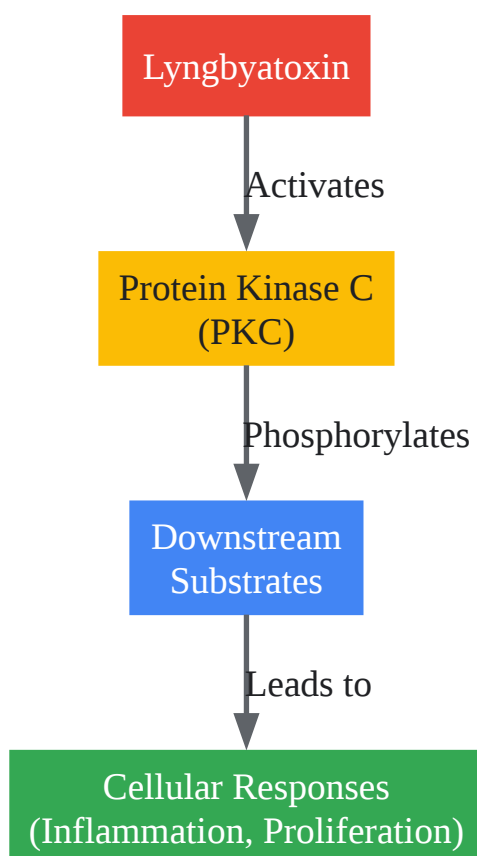 Lyngbyatoxin
Activates
Protein Kinase C
(PKC)
Phosphorylates
Downstream
Substrates
Leads to
Cellular Responses
(Inflammation, Proliferation)